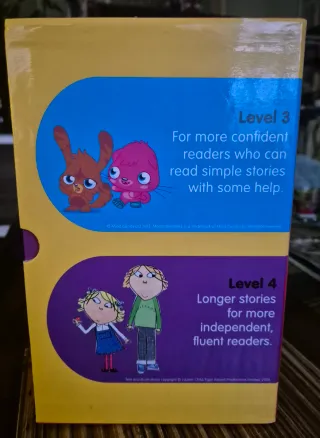 Level 3
For more confident
readers who can
read simple stories
with some help.
Level 4
Longer stories
for more
independent,
fluent readers.